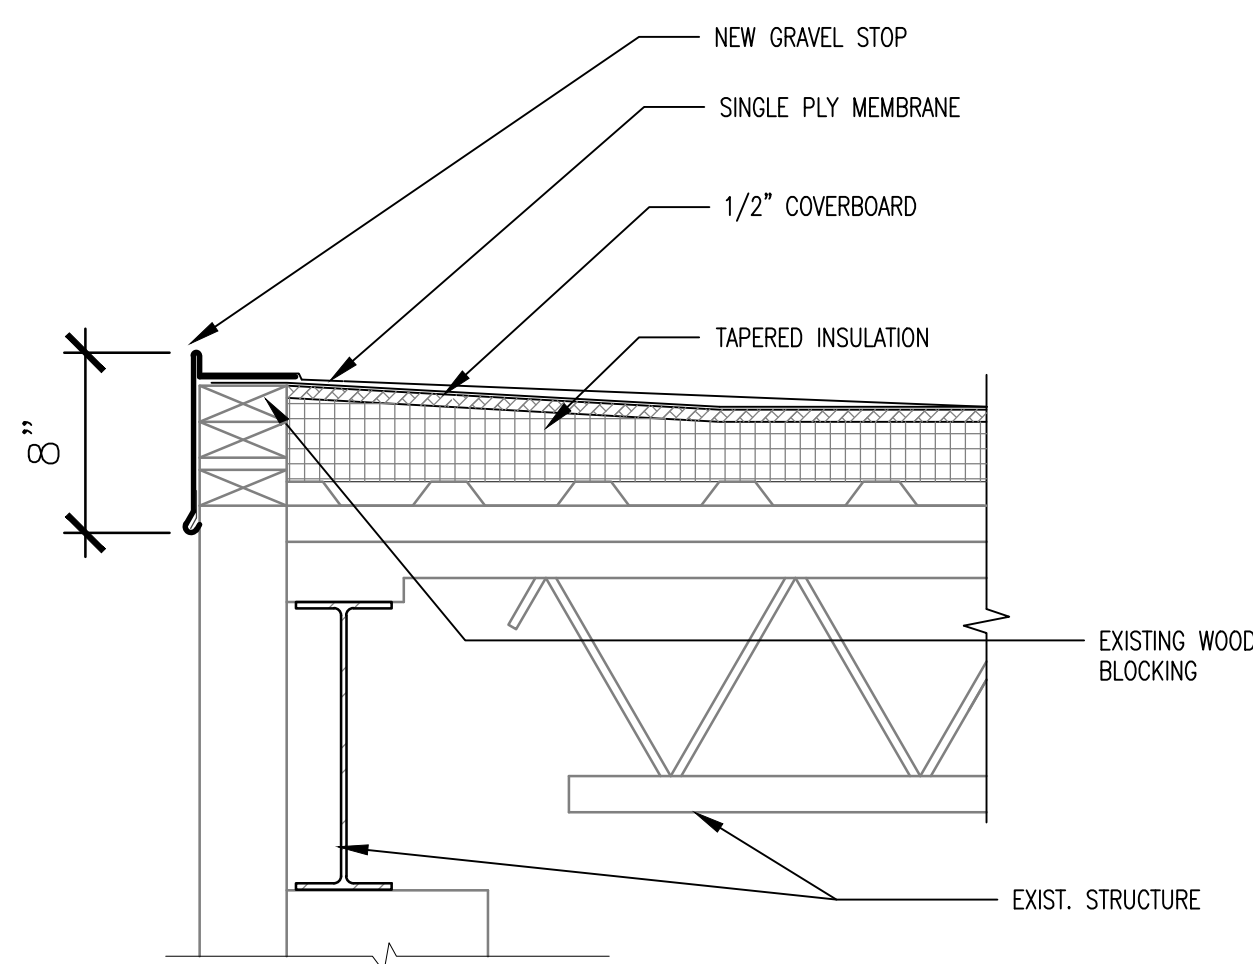 NEW GRAVEL STOP
SINGLE PLY MEMBRANE
1/2" COVERBOARD
TAPERED INSULATION
8"
EXISTING WOOD
BLOCKING
EXIST. STRUCTURE